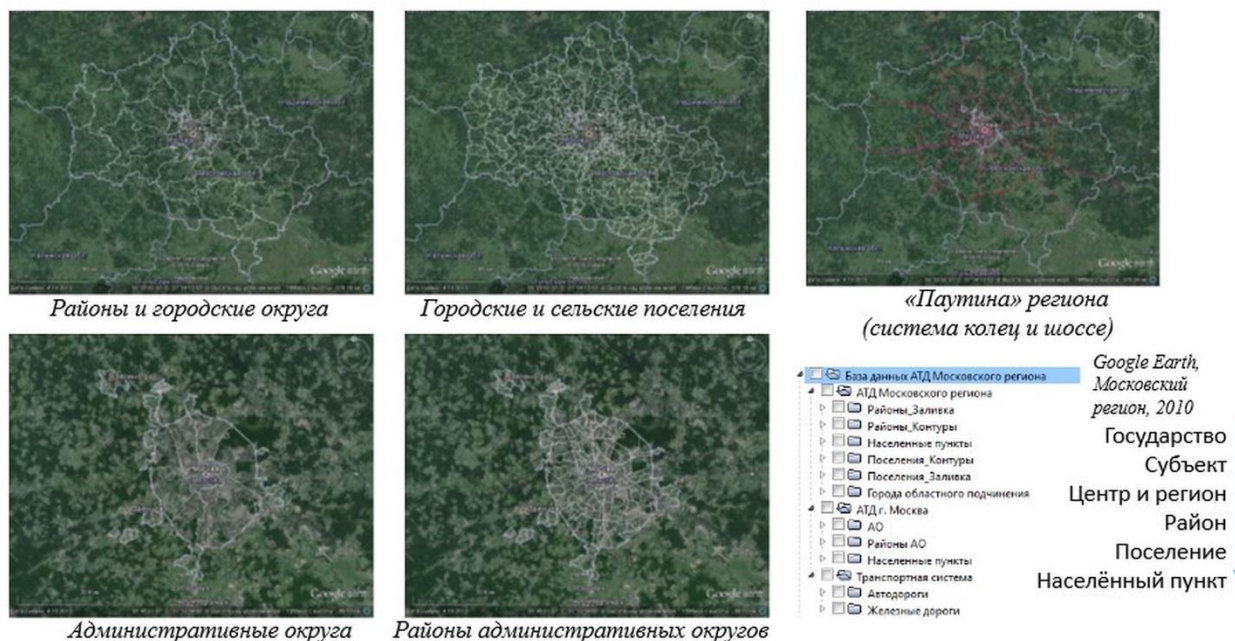 Google
Google
Google
Районы и городские округа
Городские и сельские поселения
«Паутина» региона
(система колец и шоссе)
Google Earth,
Московский
регион, 2010
База данных АТД Московского региона
АТД Московского региона
Районы_Заливка
Районы_Контуры
Населенные пункты
Поселения_Контуры
Поселения_Заливка
Города областного подчинения
АТД г. Москва
АО
Районы АО
Населенные пункты
Транспортная система
Автодороги
Железные дороги
Государство
Субъект
Центр и регион
Район
Поселение
Населённый пункт
Административные округа
Районы административных округов